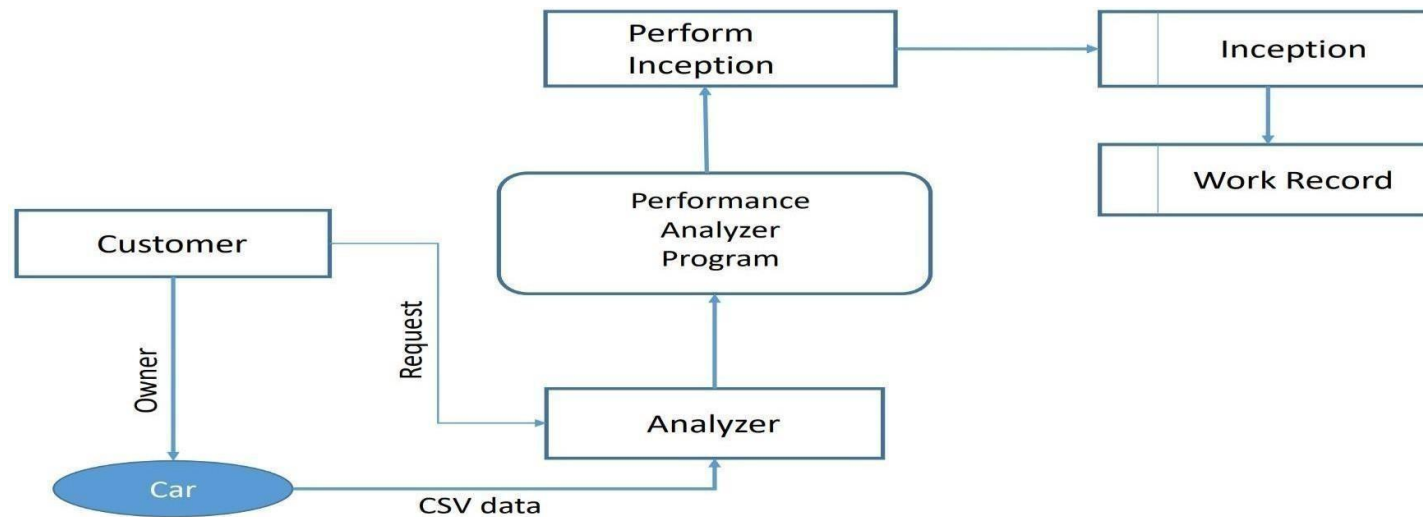 Perform
Inception
Inception
Work Record
Performance
Analyzer
Program
Customer
Owner
Request
Analyzer
Car
CSV data